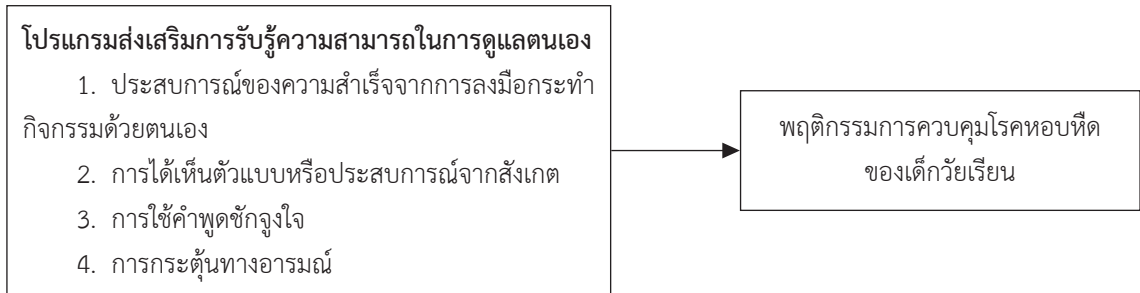 โปรแกรมส่งเสริมการรับรู้ความสามารถในการดูแลตนเอง
1. ประสบการณ์ของความสำเร็จจากการลงมือกระทำ
กิจกรรมด้วยตนเอง
2. การได้เห็นตัวแบบหรือประสบการณ์จากสังเกต
3. การใช้คำพูดชักจูงใจ
4. การกระตุ้นทางอารมณ์
พฤติกรรมการควบคุมโรคหอบหืด
ของเด็กวัยเรียน